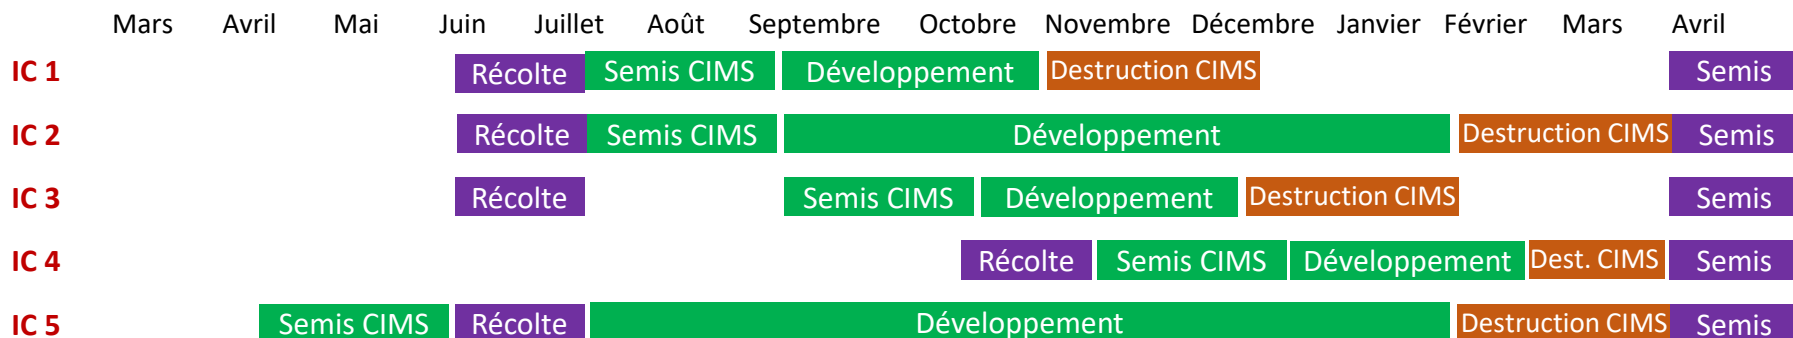 Mars Avril Mai Juin Juillet Août Septembre Octobre Novembre Décembre Janvier Février Mars Avril
IC 1 Récolte Semis CIMS Développement Destruction CIMS Semis
IC 2 Récolte Semis CIMS Développement Destruction CIMS Semis
IC 3 Récolte Semis CIMS Développement Destruction CIMS Semis
IC 4 Récolte Semis CIMS Développement Dest. CIMS Semis
IC 5 Semis CIMS Récolte Développement Destruction CIMS Semis